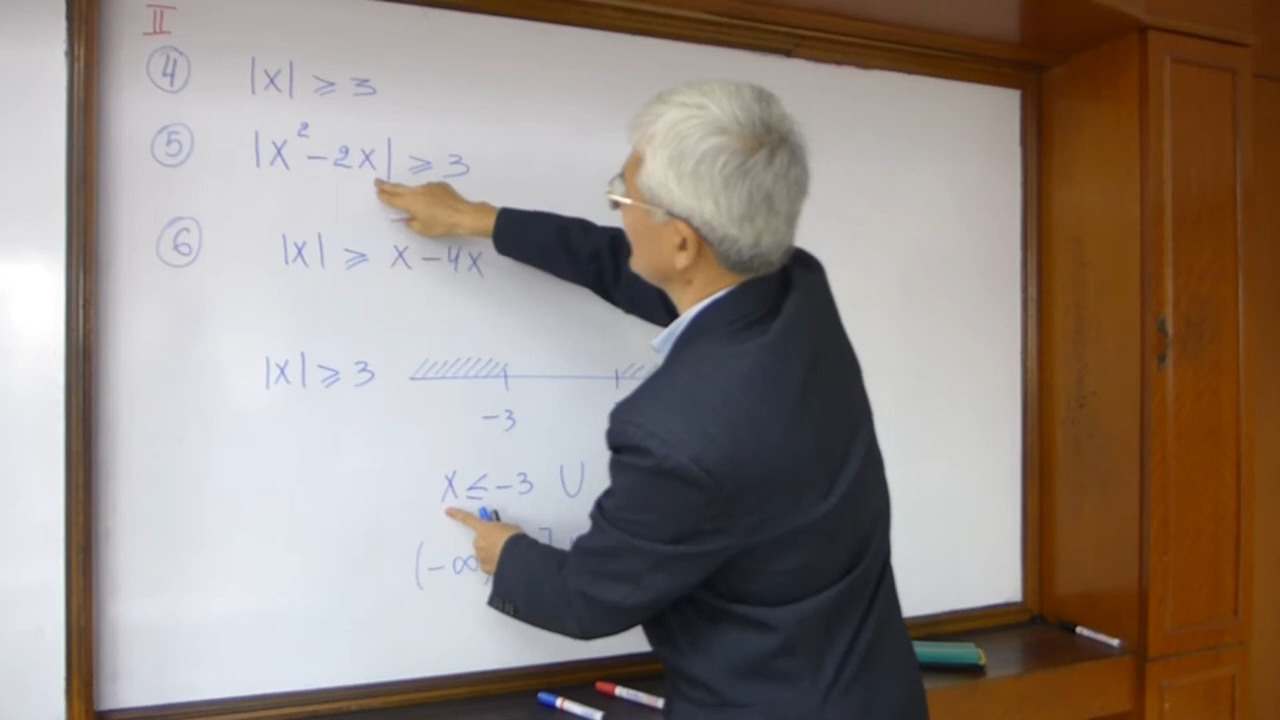 II
④ |x| ⩾ 3
⑤ |x² - 2x| ⩾ 3
⑥ |x| ⩾ x - 4x
|x| ⩾ 3
-3
x ≤ -3 ∪
(-∞